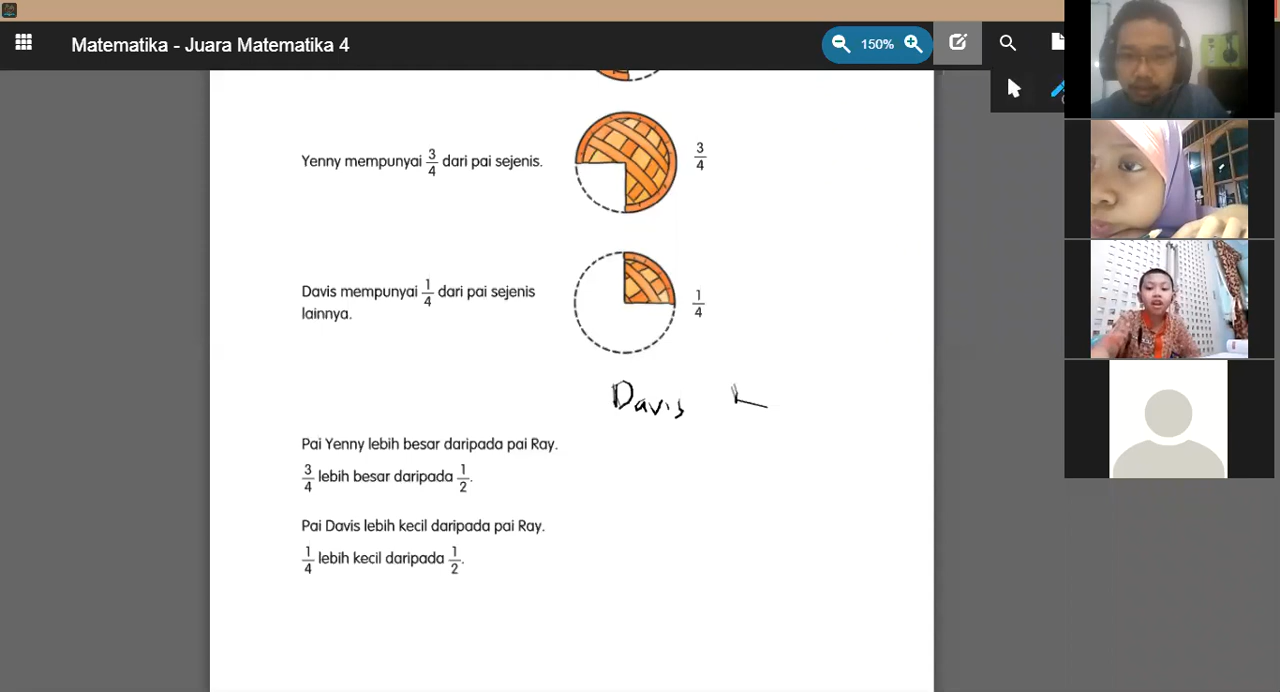 Matematika - Juara Matematika 4
150%
Yenny mempunyai 3/4 dari pai sejenis.
3/4
Davis mempunyai 1/4 dari pai sejenis
lainnya.
1/4
Davis
Pai Yenny lebih besar daripada pai Ray.
3/4 lebih besar daripada 1/2.
Pai Davis lebih kecil daripada pai Ray.
1/4 lebih kecil daripada 1/2.